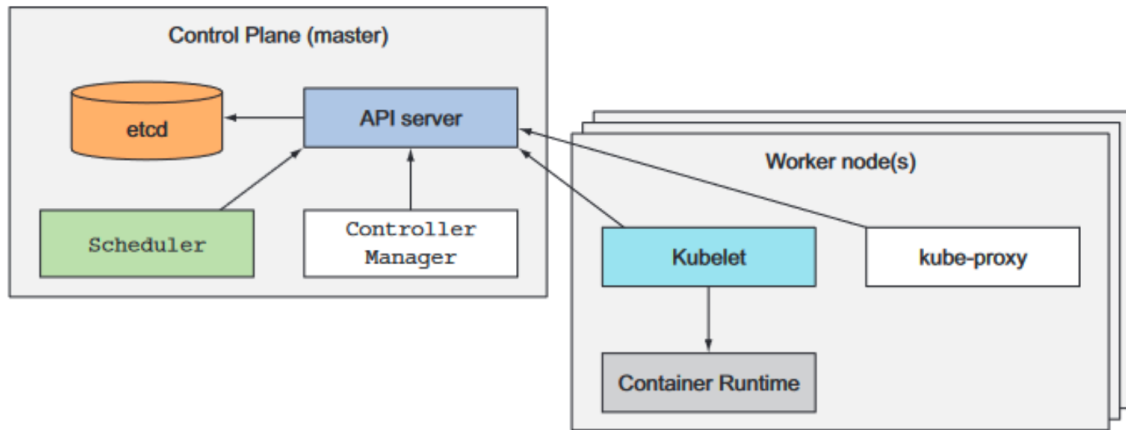 Control Plane (master)
etcd
API server
Scheduler
Controller
Manager
Worker node(s)
Kubelet
kube-proxy
Container Runtime